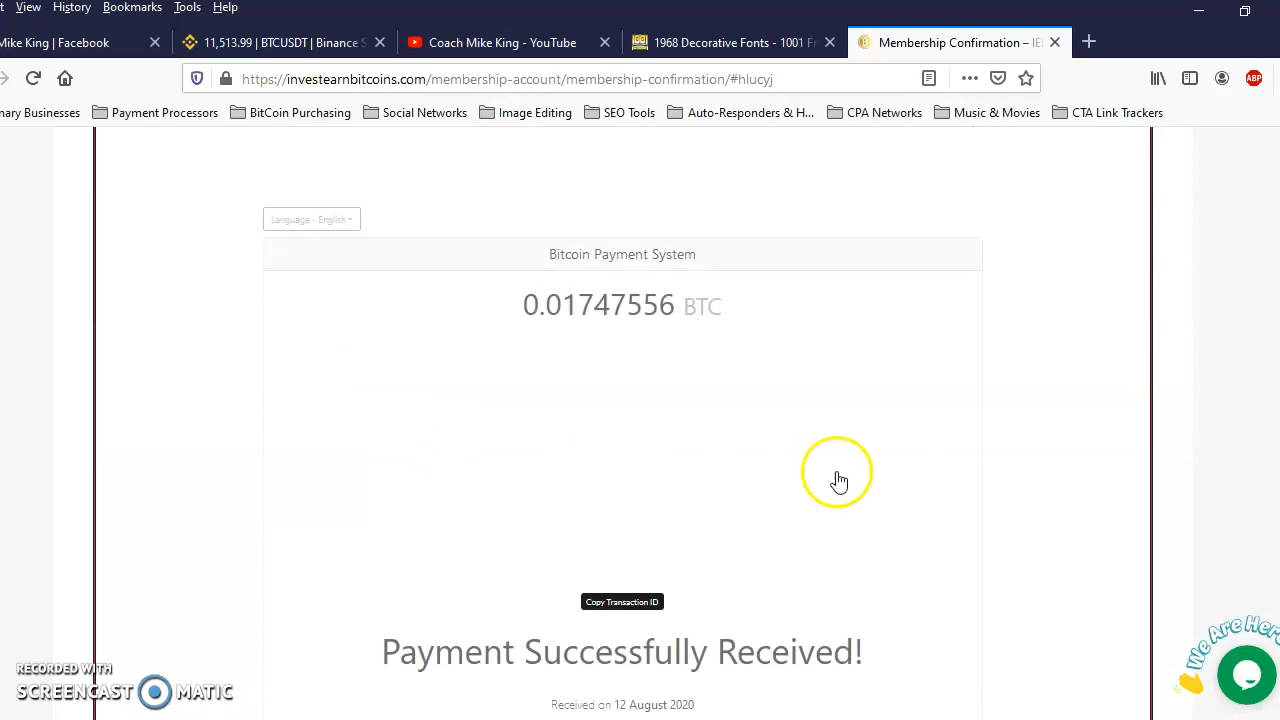 View History Bookmarks Tools Help
Mike King | Facebook 11,513.99 | BTCUSDT | Binance S Coach Mike King - YouTube 1968 Decorative Fonts - 1001 Fr Membership Confirmation – IE
https://investearnbitcoins.com/membership-account/membership-confirmation/#hlucyj
nary Businesses Payment Processors BitCoin Purchasing Social Networks Image Editing SEO Tools Auto-Responders & H... CPA Networks Music & Movies CTA Link Trackers
Language - English
Bitcoin Payment System
0.01747556 BTC
Copy Transaction ID
Payment Successfully Received!
Received on 12 August 2020
We Are Here
RECORDED WITH
SCREENCAST MATIC
ABP